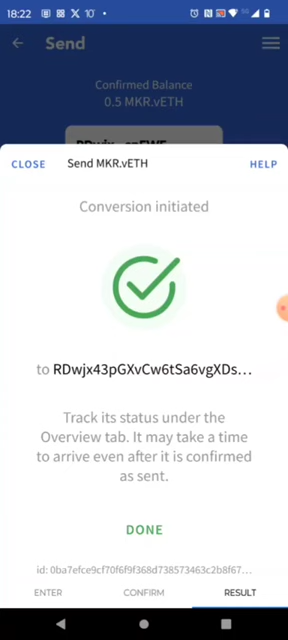 18:22
Send
Confirmed Balance
0.5 MKR.vETH
CLOSE
Send MKR.vETH
HELP
Conversion initiated
to RDwjx43pGXvCw6tSa6vgXDs...
Track its status under the
Overview tab. It may take a time
to arrive even after it is confirmed
as sent.
DONE
id: 0ba7efce9cf70f6f9f368d738573463c2b8f67...
ENTER
CONFIRM
RESULT